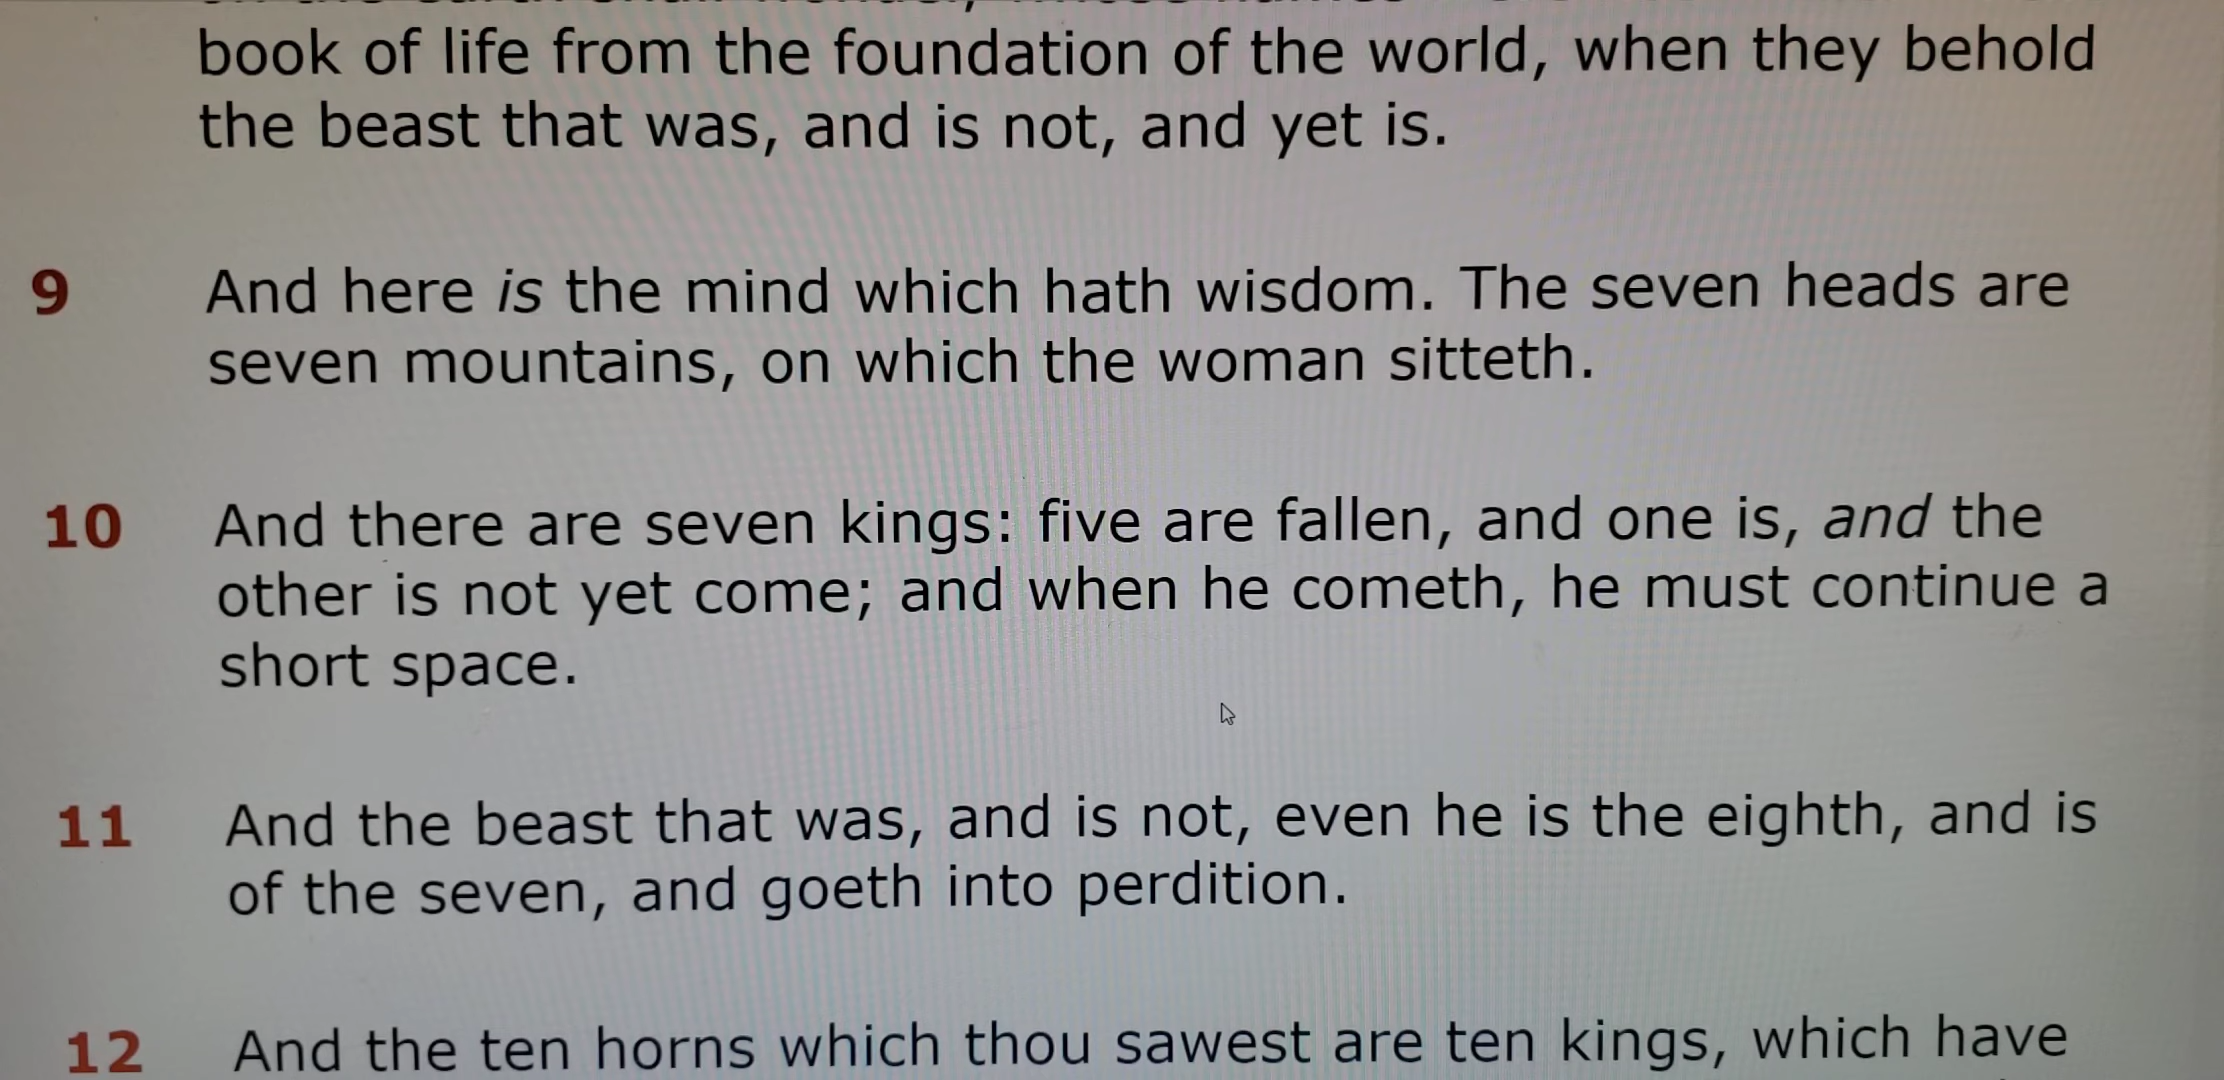 book of life from the foundation of the world, when they behold
the beast that was, and is not, and yet is.
9 And here is the mind which hath wisdom. The seven heads are
seven mountains, on which the woman sitteth.
10 And there are seven kings: five are fallen, and one is, and the
other is not yet come; and when he cometh, he must continue a
short space.
11 And the beast that was, and is not, even he is the eighth, and is
of the seven, and goeth into perdition.
12 And the ten horns which thou sawest are ten kings, which have